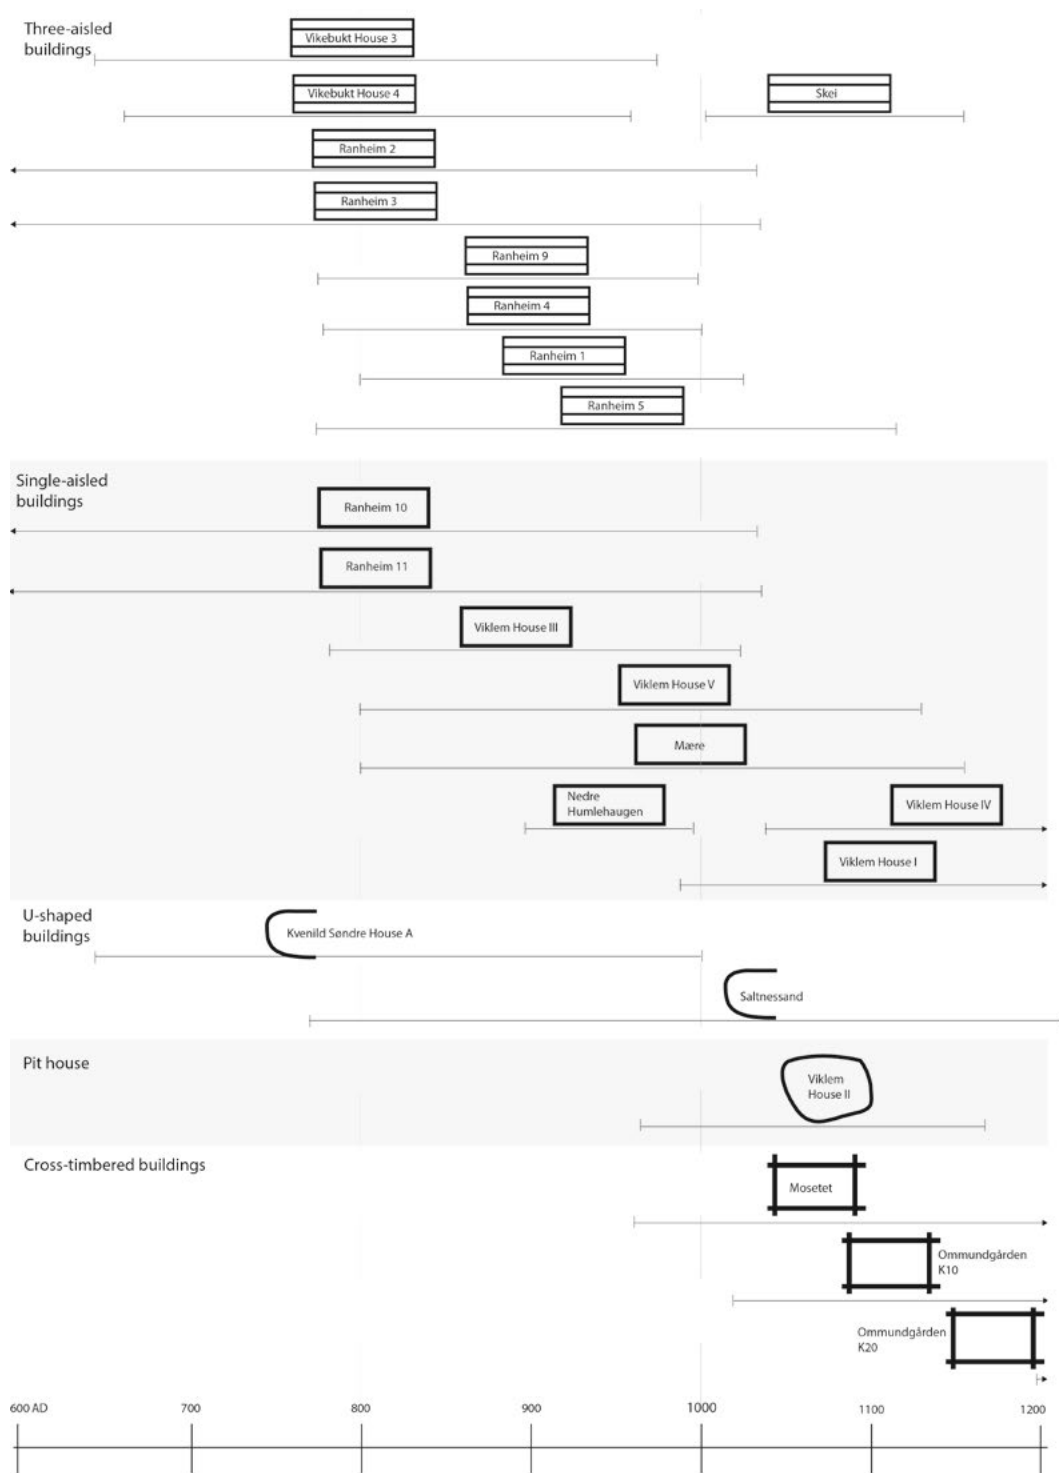 Three-aisled
buildings
Vikebukt House 3
Vikebukt House 4
Skei
Ranheim 2
Ranheim 3
Ranheim 9
Ranheim 4
Ranheim 1
Ranheim 5
Single-aisled
buildings
Ranheim 10
Ranheim 11
Viklem House III
Viklem House V
Mære
Nedre
Humlehaugen
Viklem House IV
Viklem House I
U-shaped
buildings
Kvenild Søndre House A
Saltnessand
Pit house
Viklem
House II
Cross-timbered buildings
Mosetet
Ommundgården
K10
Ommundgården
K20
600 AD 700 800 900 1000 1100 1200